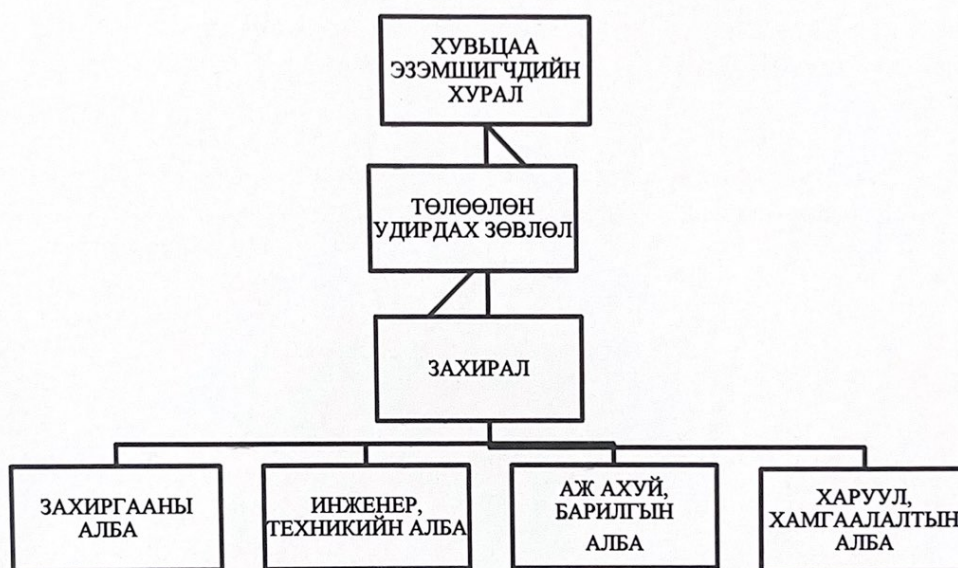 ХУВЬЦАА
ЭЗЭМШИГЧДИЙН
ХУРАЛ
ТӨЛӨӨЛӨН
УДИРДАХ ЗӨВЛӨЛ
ЗАХИРАЛ
ЗАХИРГААНЫ
АЛБА
ИНЖЕНЕР,
ТЕХНИКИЙН АЛБА
АЖ АХУЙ,
БАРИЛГЫН
АЛБА
ХАРУУЛ,
ХАМГААЛАЛТЫН
АЛБА